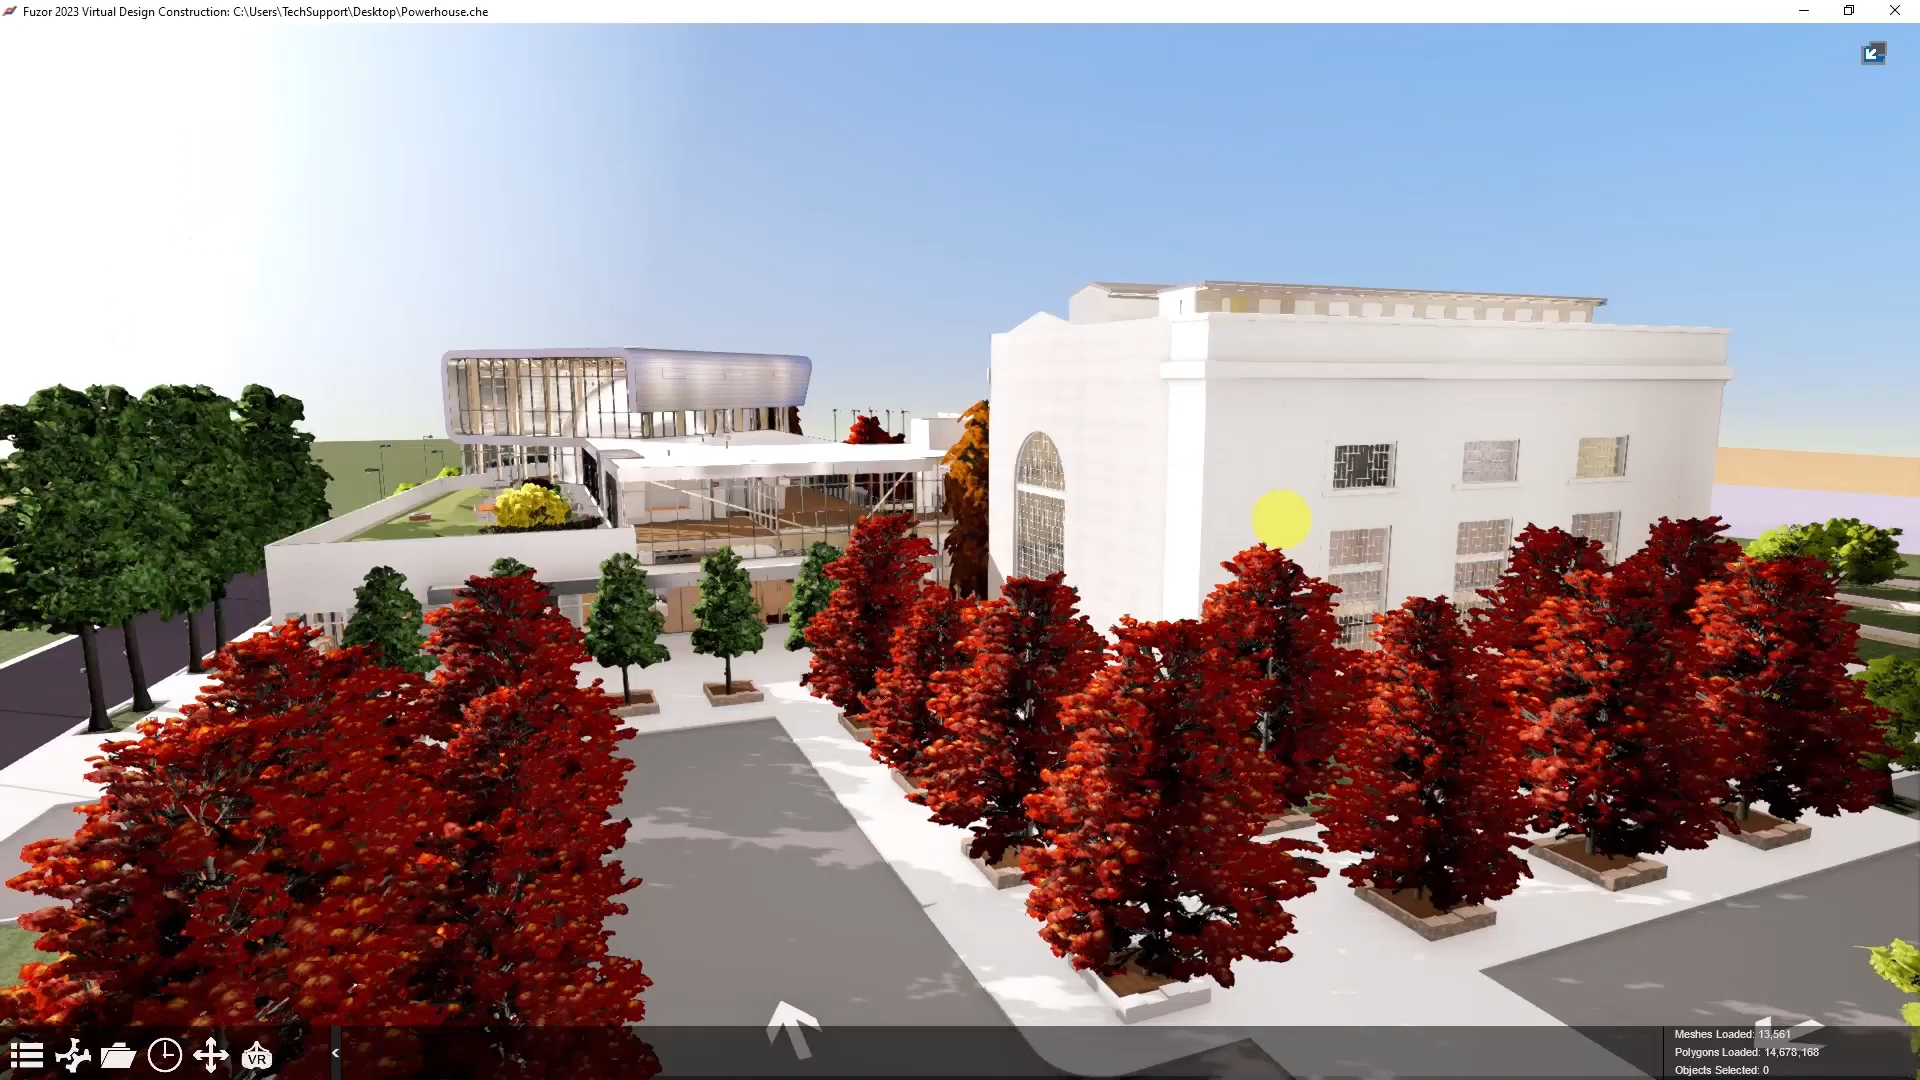 Fuzor 2023 Virtual Design Construction: C:\Users\TechSupport\Desktop\Powerhouse.che
VR
<
Meshes Loaded: 13,561
Polygons Loaded: 14,678,168
Objects Selected: 0